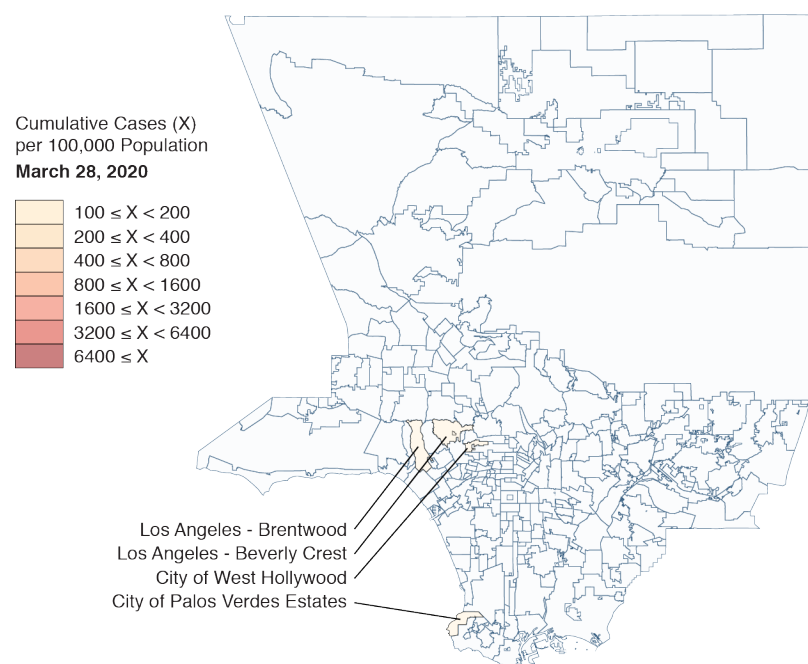 Cumulative Cases (X)
per 100,000 Population
March 28, 2020
100 ≤ X < 200
200 ≤ X < 400
400 ≤ X < 800
800 ≤ X < 1600
1600 ≤ X < 3200
3200 ≤ X < 6400
6400 ≤ X
Los Angeles - Brentwood
Los Angeles - Beverly Crest
City of West Hollywood
City of Palos Verdes Estates